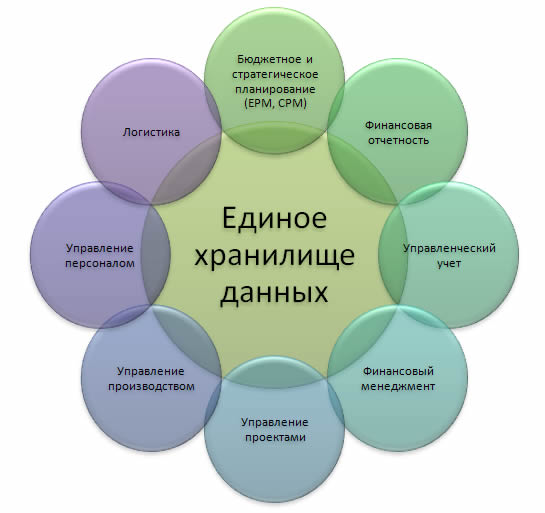 Бюджетное и
стратегическое
планирование
(EPM, CPM)
Финансовая
отчетность
Управленческий
учет
Финансовый
менеджмент
Управление
проектами
Управление
производством
Управление
персоналом
Логистика
Единое
хранилище
данных